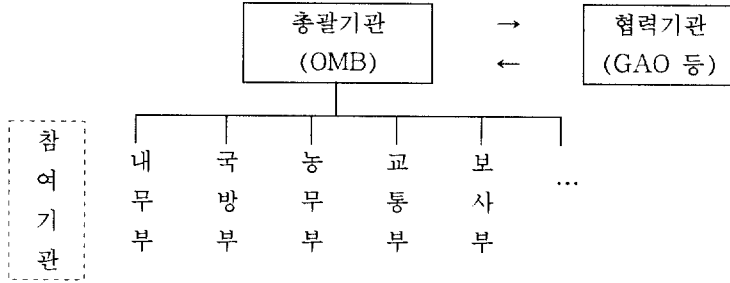 총괄기관 → 협력기관
(OMB) ← (GAO 등)
참여기관
내무부
국방부
농무부
교통부
보사부
...